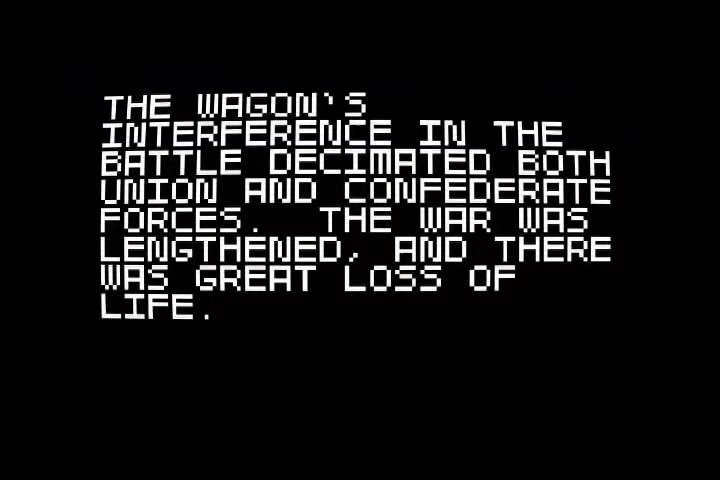 THE WAGON'S
INTERFERENCE IN THE
BATTLE DECIMATED BOTH
UNION AND CONFEDERATE
FORCES.  THE WAR WAS
LENGTHENED, AND THERE
WAS GREAT LOSS OF
LIFE.